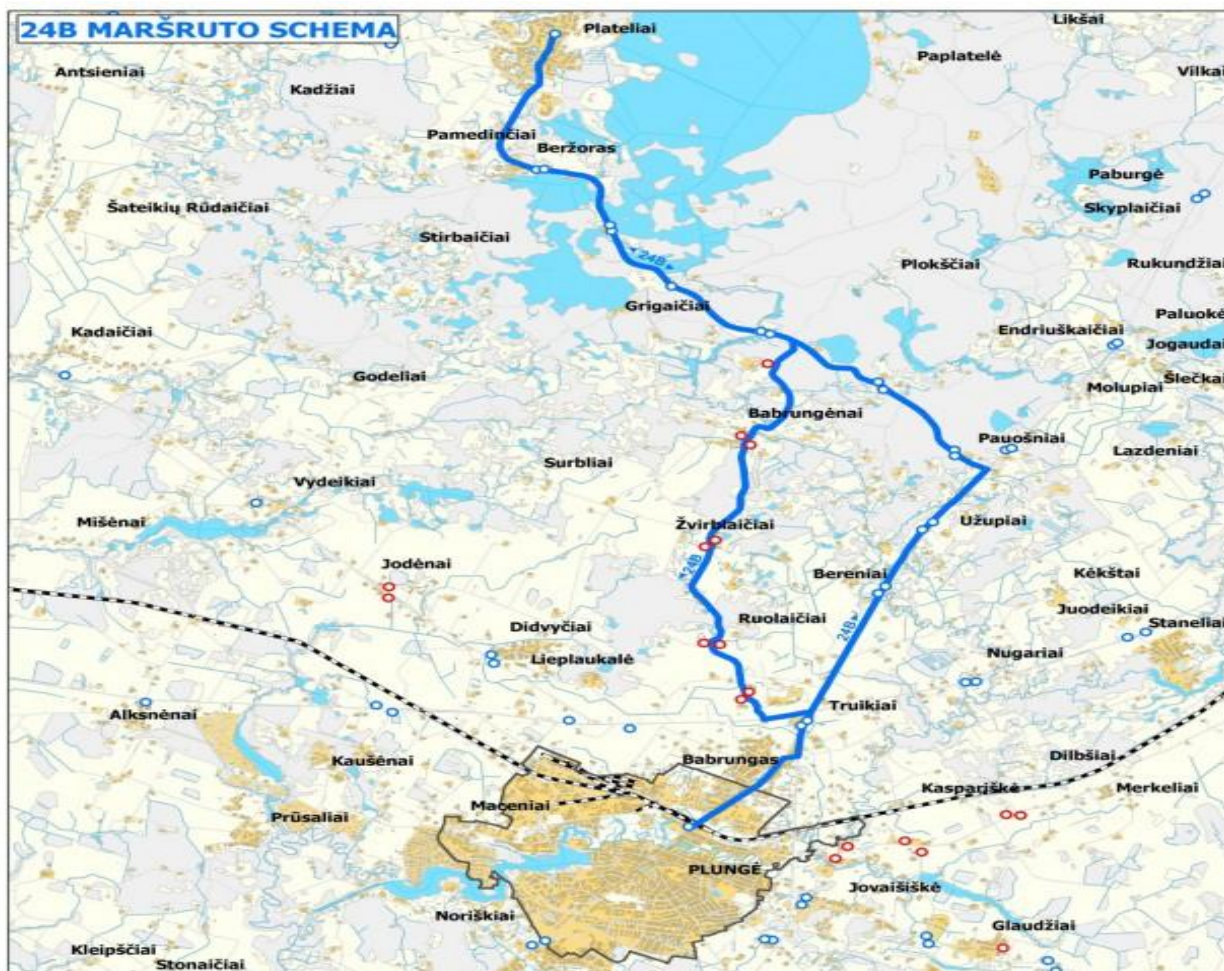 24B MARŠRUTO SCHEMA
Plateliai
Likšai
Paplatelė
Antsieniai
Vilkai
Kadžiai
Pamedinčiai
Beržoras
Paburgė
Šateikių Rūdaičiai
Skyplaičiai
Stirbaičiai
24B
Plokščiai
Rukundžiai
Grigaičiai
Paluokė
Kadaičiai
Endriuškaičiai
Jogaudai
Godeliai
Šlečkai
Molupiai
Babrungėnai
Pauošniai
Lazdeniai
Surbliai
Vydeikiai
Mišėnai
Žvirblaičiai
Užupiai
24B
Jodėnai
Bereniai
Kėkštai
Juodeikiai
Ruolaičiai
Didvyčiai
24B
Staneliai
Lieplaukalė
Nugariai
Truikiai
Alksnėnai
Babrungas
Dilbšiai
Kaušėnai
Kaspariškė
Merkeliai
Maceniai
Prūsaliai
PLUNGĖ
Jovaišiškė
Noriškiai
Glaudžiai
Kleipščiai
Stonaičiai